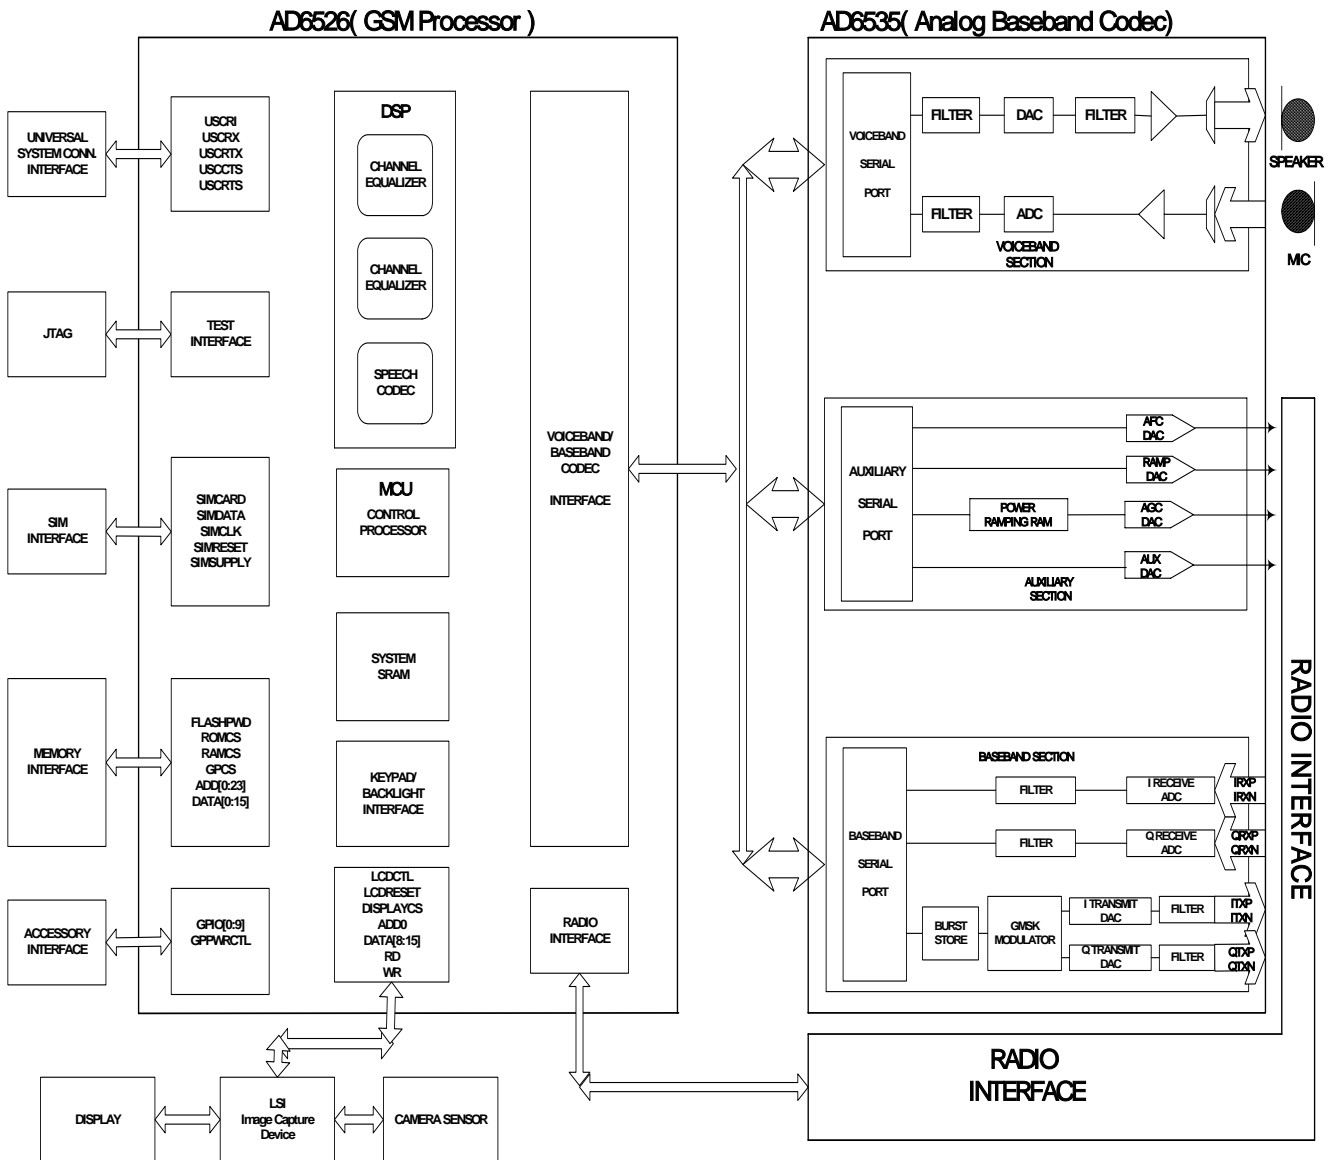 AD6526( GSM Processor )
AD6535( Analog Baseband Codec)
UNIVERSAL
SYSTEM CONN.
INTERFACE
USCRI
USCRX
USCRTX
USCCTS
USCRTS
JTAG
TEST
INTERFACE
SIM
INTERFACE
SIMCARD
SIMDATA
SIMCLK
SIMRESET
SIMSUPPLY
MEMORY
INTERFACE
FLASHPWD
ROMCS
RAMCS
GPCS
ADD[0:23]
DATA[0:15]
ACCESSORY
INTERFACE
GPIO[0:9]
GPPWRCTL
DSP
CHANNEL
EQUALIZER
CHANNEL
EQUALIZER
SPEECH
CODEC
MCU
CONTROL
PROCESSOR
SYSTEM
SRAM
KEYPAD/
BACKLIGHT
INTERFACE
LCDCTL
LCDRESET
DISPLAYCS
ADD0
DATA[8:15]
RD
WR
VOICEBAND/
BASEBAND
CODEC
INTERFACE
RADIO
INTERFACE
DISPLAY
LSI
Image Capture
Device
CAMERA SENSOR
VOICEBAND
SERIAL
PORT
FILTER
DAC
FILTER
FILTER
ADC
VOICEBAND
SECTION
SPEAKER
MIC
AUXILIARY
SERIAL
PORT
AFC
DAC
RAMP
DAC
POWER
RAMPING RAM
AGC
DAC
AUX
DAC
AUXILIARY
SECTION
BASEBAND SECTION
BASEBAND
SERIAL
PORT
FILTER
I RECEIVE
ADC
IRXP
IRXN
FILTER
Q RECEIVE
ADC
QRXP
QRXN
BURST
STORE
GMSK
MODULATOR
I TRANSMIT
DAC
FILTER
ITXP
ITXN
Q TRANSMIT
DAC
FILTER
QTXP
QTXN
RADIO INTERFACE
RADIO
INTERFACE